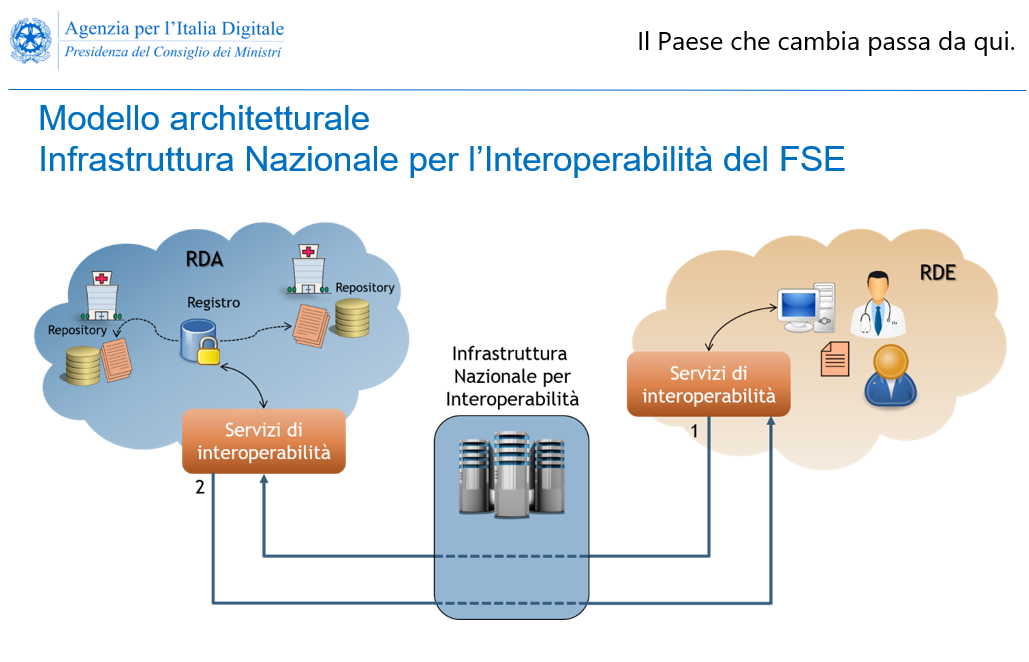 Agenzia per l'Italia Digitale
Presidenza del Consiglio dei Ministri
Il Paese che cambia passa da qui.
Modello architetturale
Infrastruttura Nazionale per l'Interoperabilità del FSE
RDA
Repository
Registro
Repository
Servizi di
interoperabilità
2
Infrastruttura
Nazionale per
Interoperabilità
RDE
Servizi di
interoperabilità
1